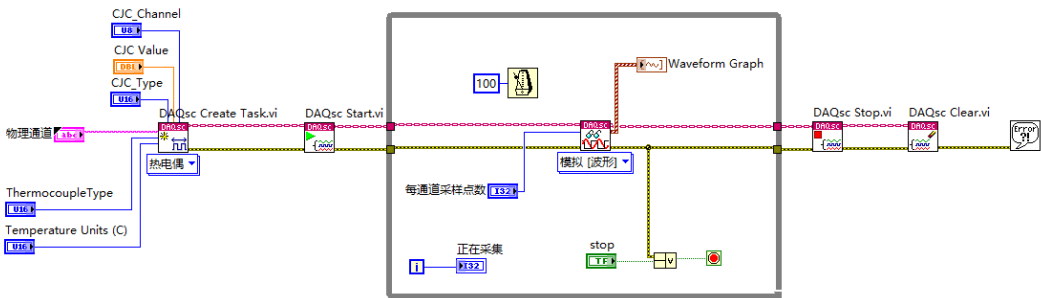 CJC_Channel
U8
CJC Value
DBL
CJC_Type
U16
物理通道
abc
DAQsc Create Task.vi
DAQsc
热电偶
ThermocoupleType
U16
Temperature Units (C)
U16
DAQsc Start.vi
DAQsc
100
Waveform Graph
DAQsc
模拟 [波形]
每通道采样点数
I32
正在采集
i
I32
stop
TF
V
DAQsc Stop.vi
DAQsc
DAQsc Clear.vi
DAQsc
Error
?!